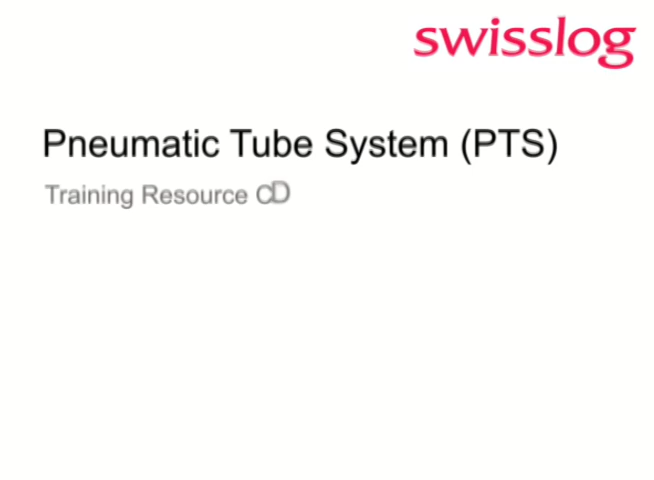 swisslog
Pneumatic Tube System (PTS)
Training Resource CD